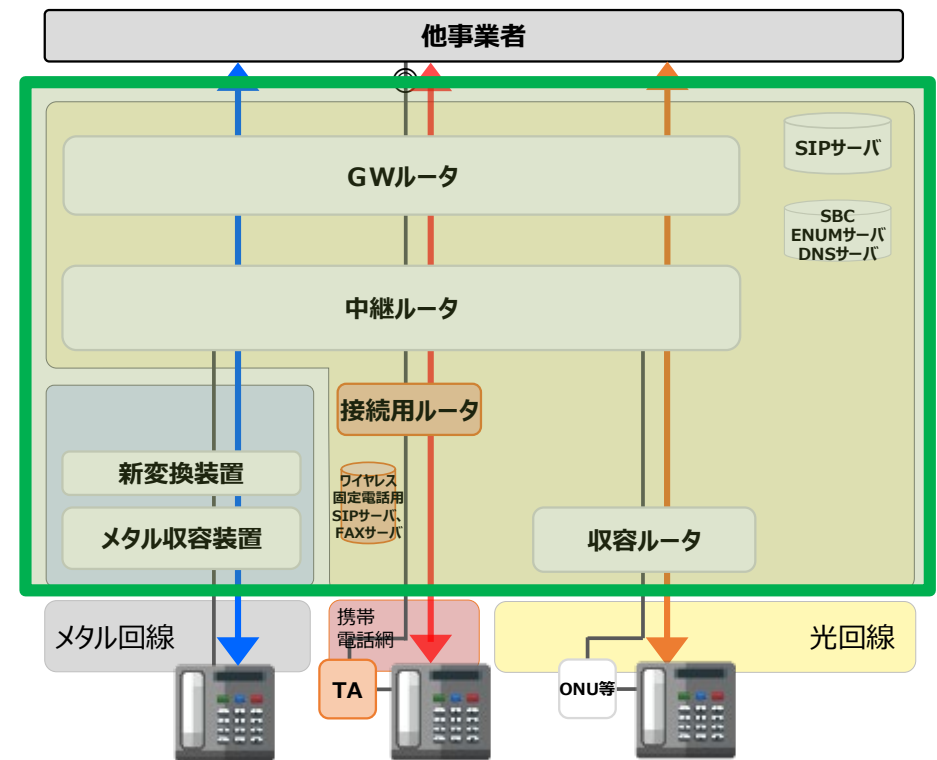 他事業者
GWルータ
SIPサーバ
SBC
ENUMサーバ
DNSサーバ
中継ルータ
接続用ルータ
新変換装置
ワイヤレス
固定電話用
SIPサーバ、
FAXサーバ
メタル収容装置
収容ルータ
メタル回線
携帯
電話網
光回線
TA
ONU等